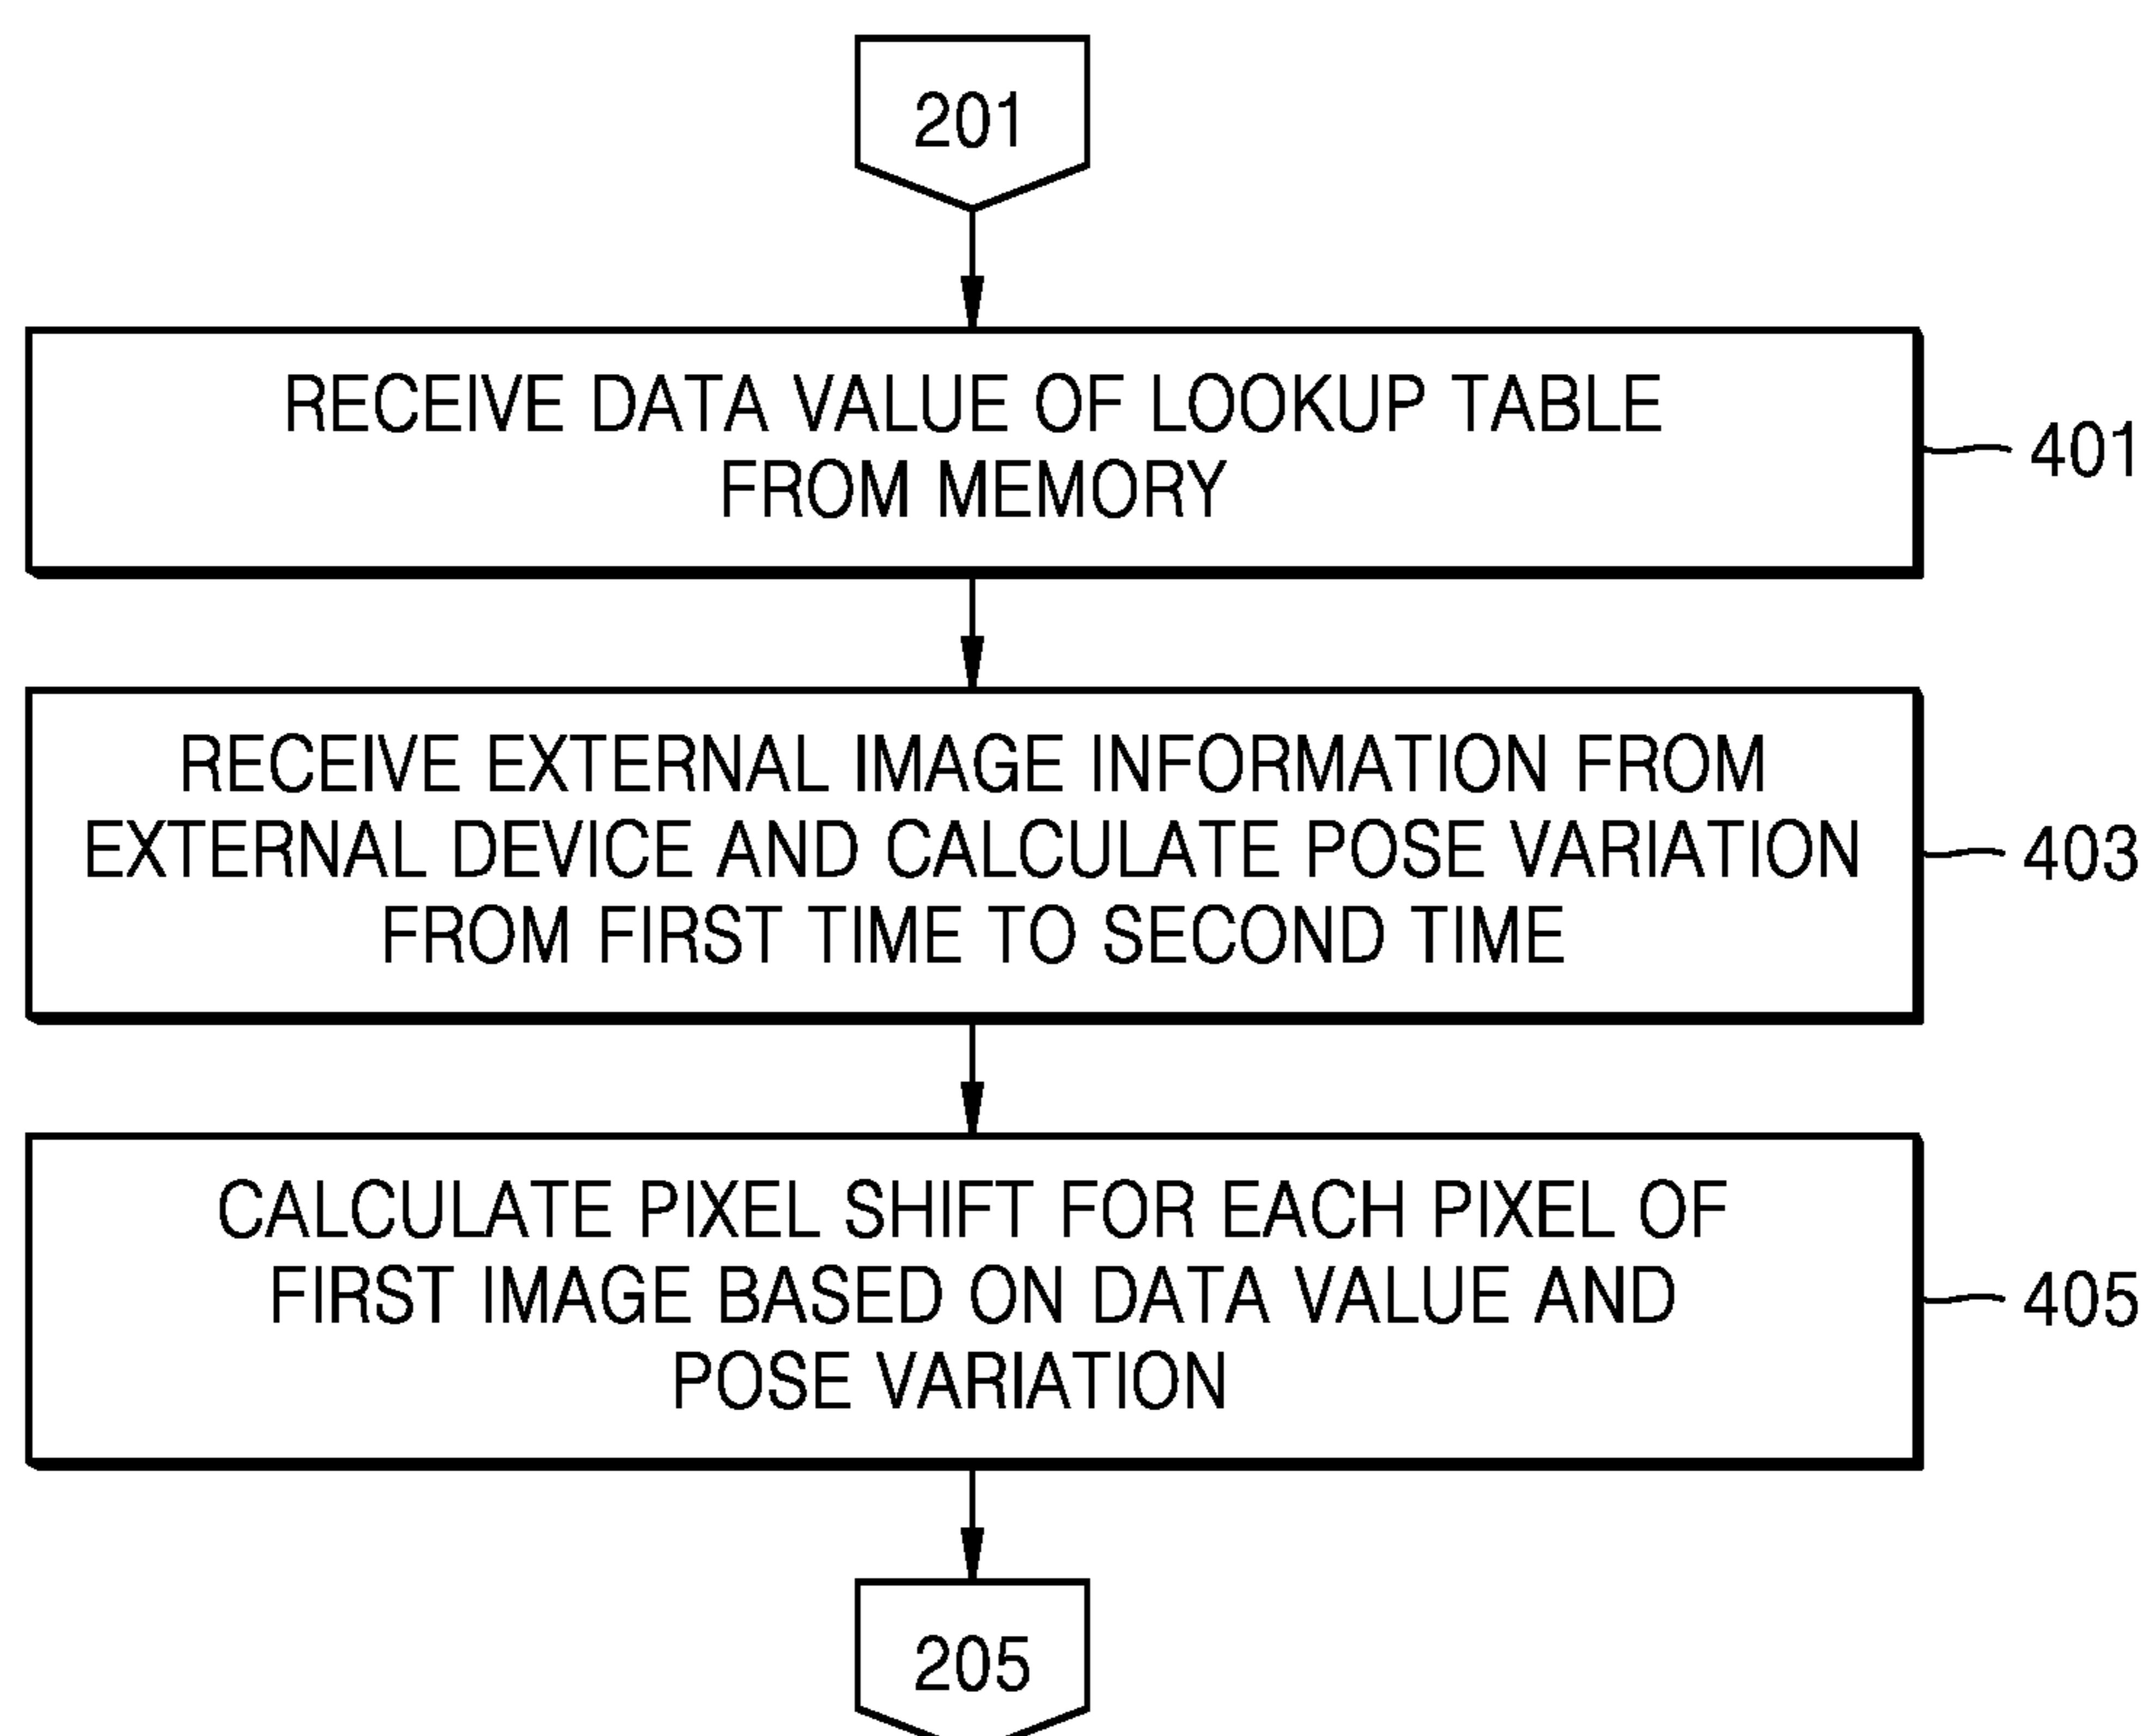 201
RECEIVE DATA VALUE OF LOOKUP TABLE
FROM MEMORY
401
RECEIVE EXTERNAL IMAGE INFORMATION FROM
EXTERNAL DEVICE AND CALCULATE POSE VARIATION
FROM FIRST TIME TO SECOND TIME
403
CALCULATE PIXEL SHIFT FOR EACH PIXEL OF
FIRST IMAGE BASED ON DATA VALUE AND
POSE VARIATION
405
205